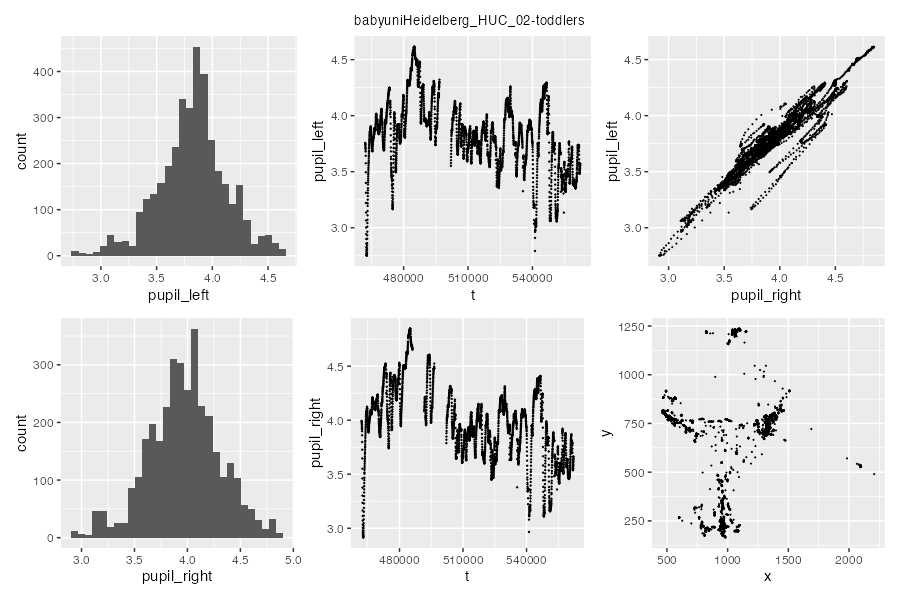 babyuniHeidelberg_HUC_02-toddlers
count
400
300
200
100
0
3.0 3.5 4.0 4.5
pupil_left
pupil_left
4.5
4.0
3.5
3.0
480000 510000 540000
t
pupil_left
4.5
4.0
3.5
3.0
3.0 3.5 4.0 4.5
pupil_right
count
300
200
100
0
3.0 3.5 4.0 4.5 5.0
pupil_right
pupil_right
4.5
4.0
3.5
3.0
480000 510000 540000
t
y
1250
1000
750
500
250
500 1000 1500 2000
x